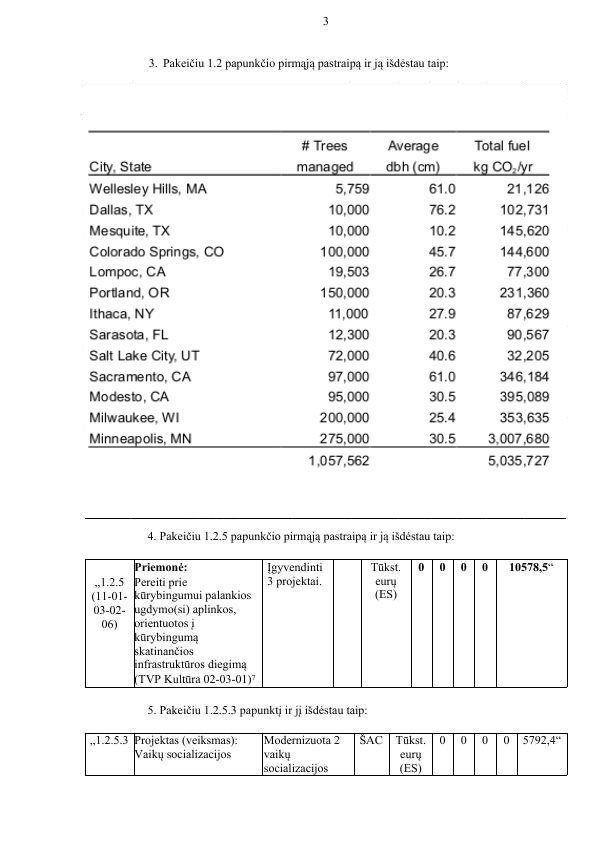 3
3. Pakeičiu 1.2 papunkčio pirmąją pastraipą ir ją išdėstau taip:
# Trees Average Total fuel
City, State managed dbh (cm) kg CO₂/yr
Wellesley Hills, MA 5,759 61.0 21,126
Dallas, TX 10,000 76.2 102,731
Mesquite, TX 10,000 10.2 145,620
Colorado Springs, CO 100,000 45.7 144,600
Lompoc, CA 19,503 26.7 77,300
Portland, OR 150,000 20.3 231,360
Ithaca, NY 11,000 27.9 87,629
Sarasota, FL 12,300 20.3 90,567
Salt Lake City, UT 72,000 40.6 32,205
Sacramento, CA 97,000 61.0 346,184
Modesto, CA 95,000 30.5 395,089
Milwaukee, WI 200,000 25.4 353,635
Minneapolis, MN 275,000 30.5 3,007,680
1,057,562 5,035,727
4. Pakeičiu 1.2.5 papunkčio pirmąją pastraipą ir ją išdėstau taip:
„1.2.5
(11-01-
03-02-
06)
Priemonė:
Pereiti prie
kūrybingumui palankios
ugdymo(si) aplinkos,
orientuotos į
kūrybingumą
skatinančios
infrastruktūros diegimą
(TVP Kultūra 02-03-01)⁷
Įgyvendinti
3 projektai.
Tūkst.
eurų
(ES)
0 0 0 0 10578,5“
5. Pakeičiu 1.2.5.3 papunktį ir jį išdėstau taip:
„1.2.5.3
Projektas (veiksmas):
Vaikų socializacijos
Modernizuota 2
vaikų
socializacijos
ŠAC
Tūkst.
eurų
(ES)
0 0 0 0 5792,4“